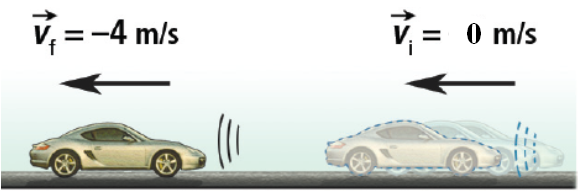 v⃗f = −4 m/s
v⃗i = 0 m/s